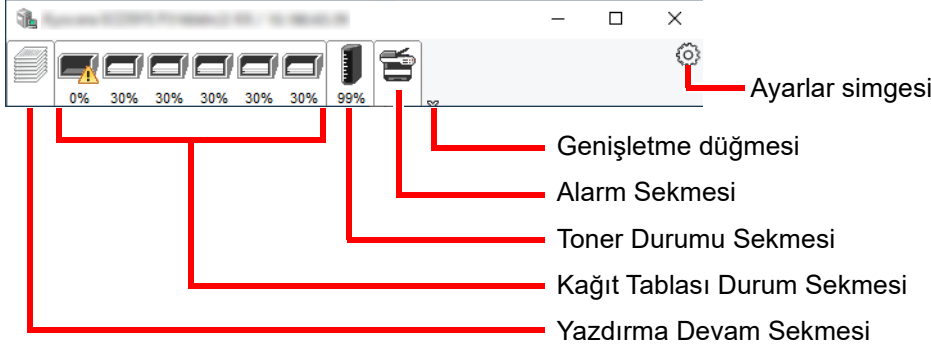 0% 30% 30% 30% 30% 30% 99%
Ayarlar simgesi
Genişletme düğmesi
Alarm Sekmesi
Toner Durumu Sekmesi
Kağıt Tablası Durum Sekmesi
Yazdırma Devam Sekmesi